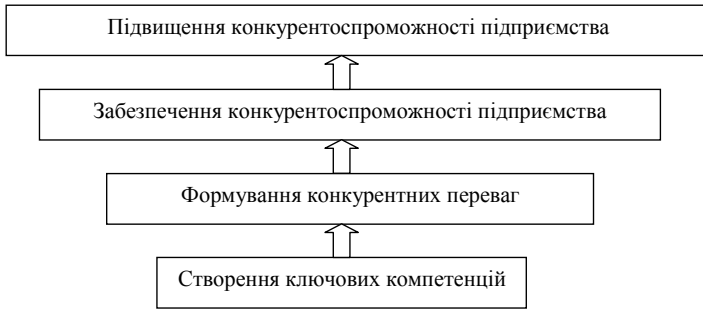 Підвищення конкурентоспроможності підприємства
Забезпечення конкурентоспроможності підприємства
Формування конкурентних переваг
Створення ключових компетенцій